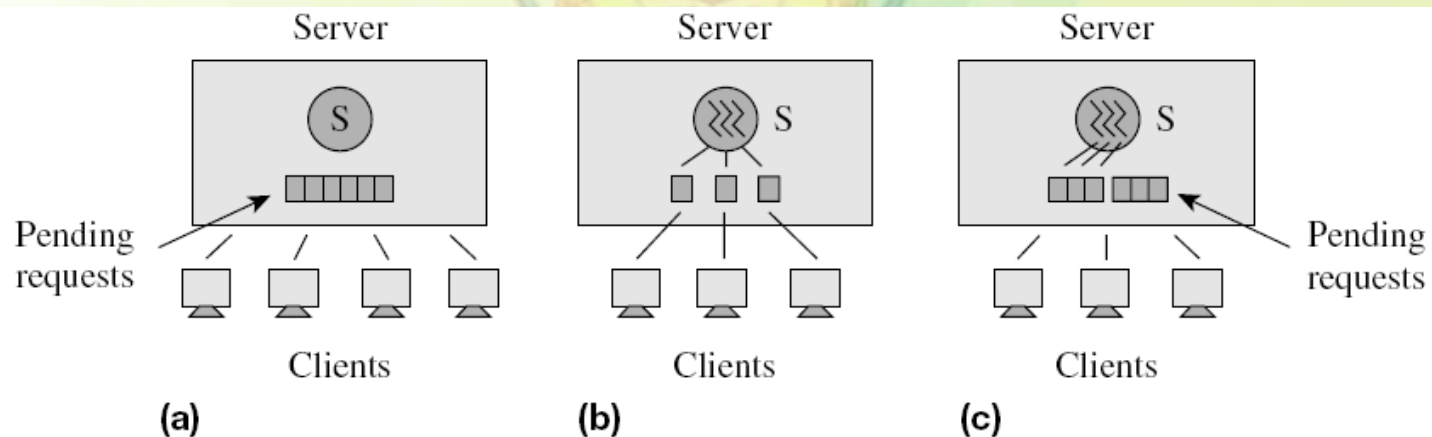 Server
Server
Server
S
S
S
Pending
requests
Pending
requests
Clients
Clients
Clients
(a)
(b)
(c)